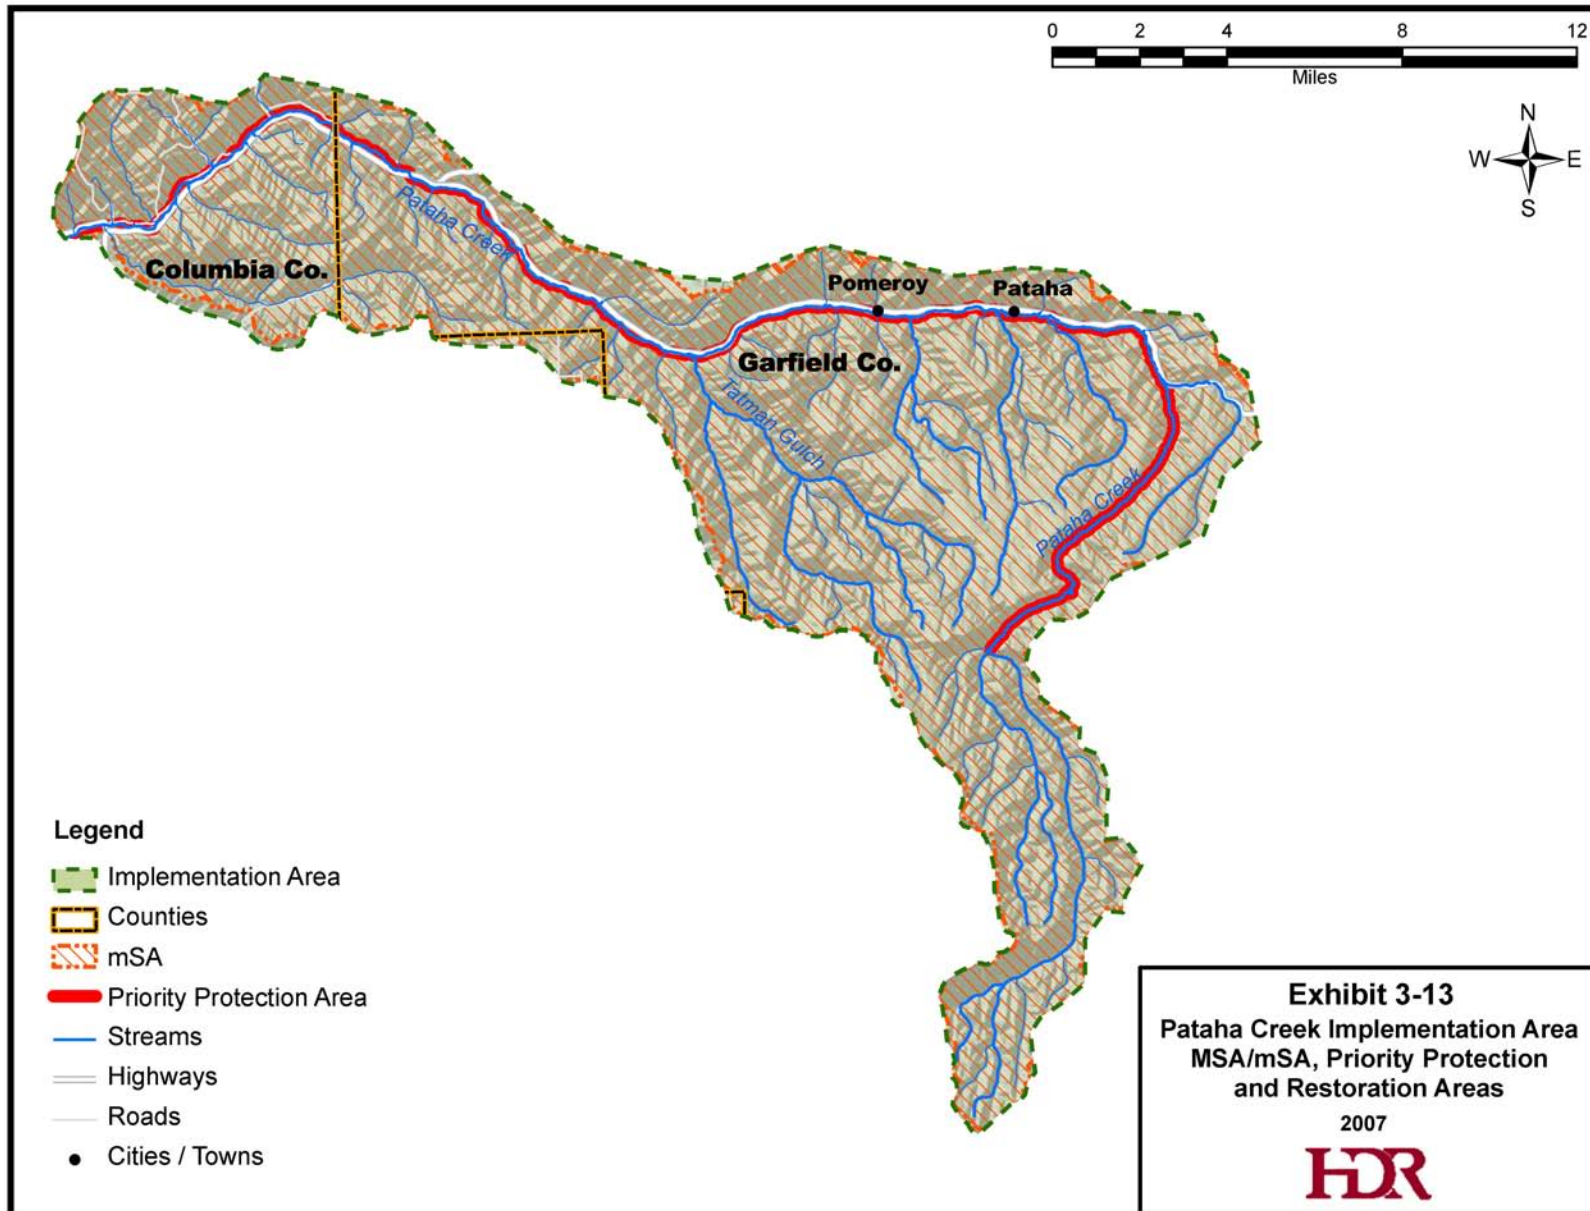 0 2 4 8 12
Miles
N
W E
S
Pataha Creek
Columbia Co.
Pomeroy
Pataha
Garfield Co.
Tatman Gulch
Pataha Creek
Legend
Implementation Area
Counties
mSA
Priority Protection Area
Streams
Highways
Roads
Cities / Towns
Exhibit 3-13
Pataha Creek Implementation Area
MSA/mSA, Priority Protection
and Restoration Areas
2007
HDR